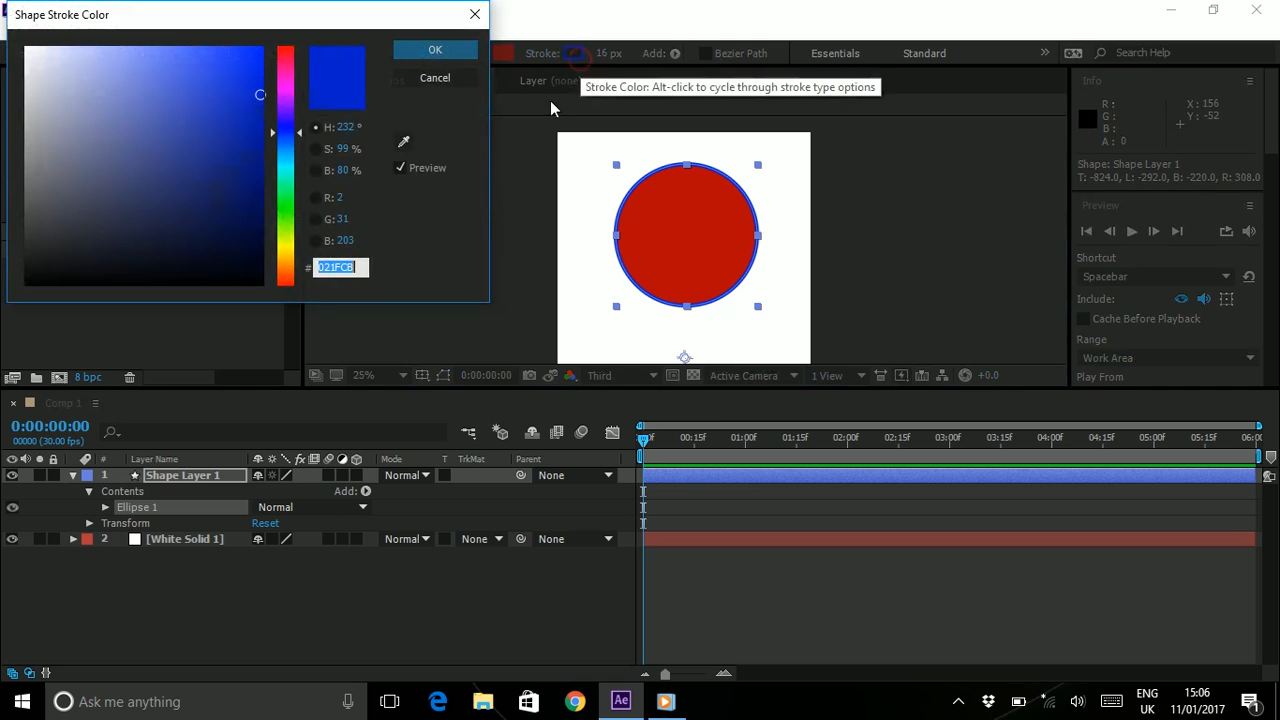 Shape Stroke Color
OK
Cancel
H: 232 °
S: 99 %
B: 80 %
Preview
R: 2
G: 31
B: 203
# 021FCB
Stroke: 16 px Add: Bezier Path Essentials Standard » Search Help
Layer (none
Stroke Color: Alt-click to cycle through stroke type options
Info
R :
G :
B :
A : 0
X : 156
Y : -52
Shape: Shape Layer 1
T: -824.0, L: -292.0, B: -220.0, R: 308.0
Preview
Shortcut
Spacebar
Include:
Cache Before Playback
Range
Work Area
Play From
8 bpc
25% 0:00:00:00 Third Active Camera 1 View +0.0
× Comp 1
0:00:00:00
00000 (30.00 fps)
00:15f 01:00f 01:15f 02:00f 02:15f 03:00f 03:15f 04:00f 04:15f 05:00f 05:15f 06:0
# Layer Name Mode T TrkMat Parent
1 Shape Layer 1 Normal None
Contents Add:
Ellipse 1 Normal
Transform Reset
2 [White Solid 1] Normal None None
Ask me anything
Ae
ENG
UK
15:06
11/01/2017
1